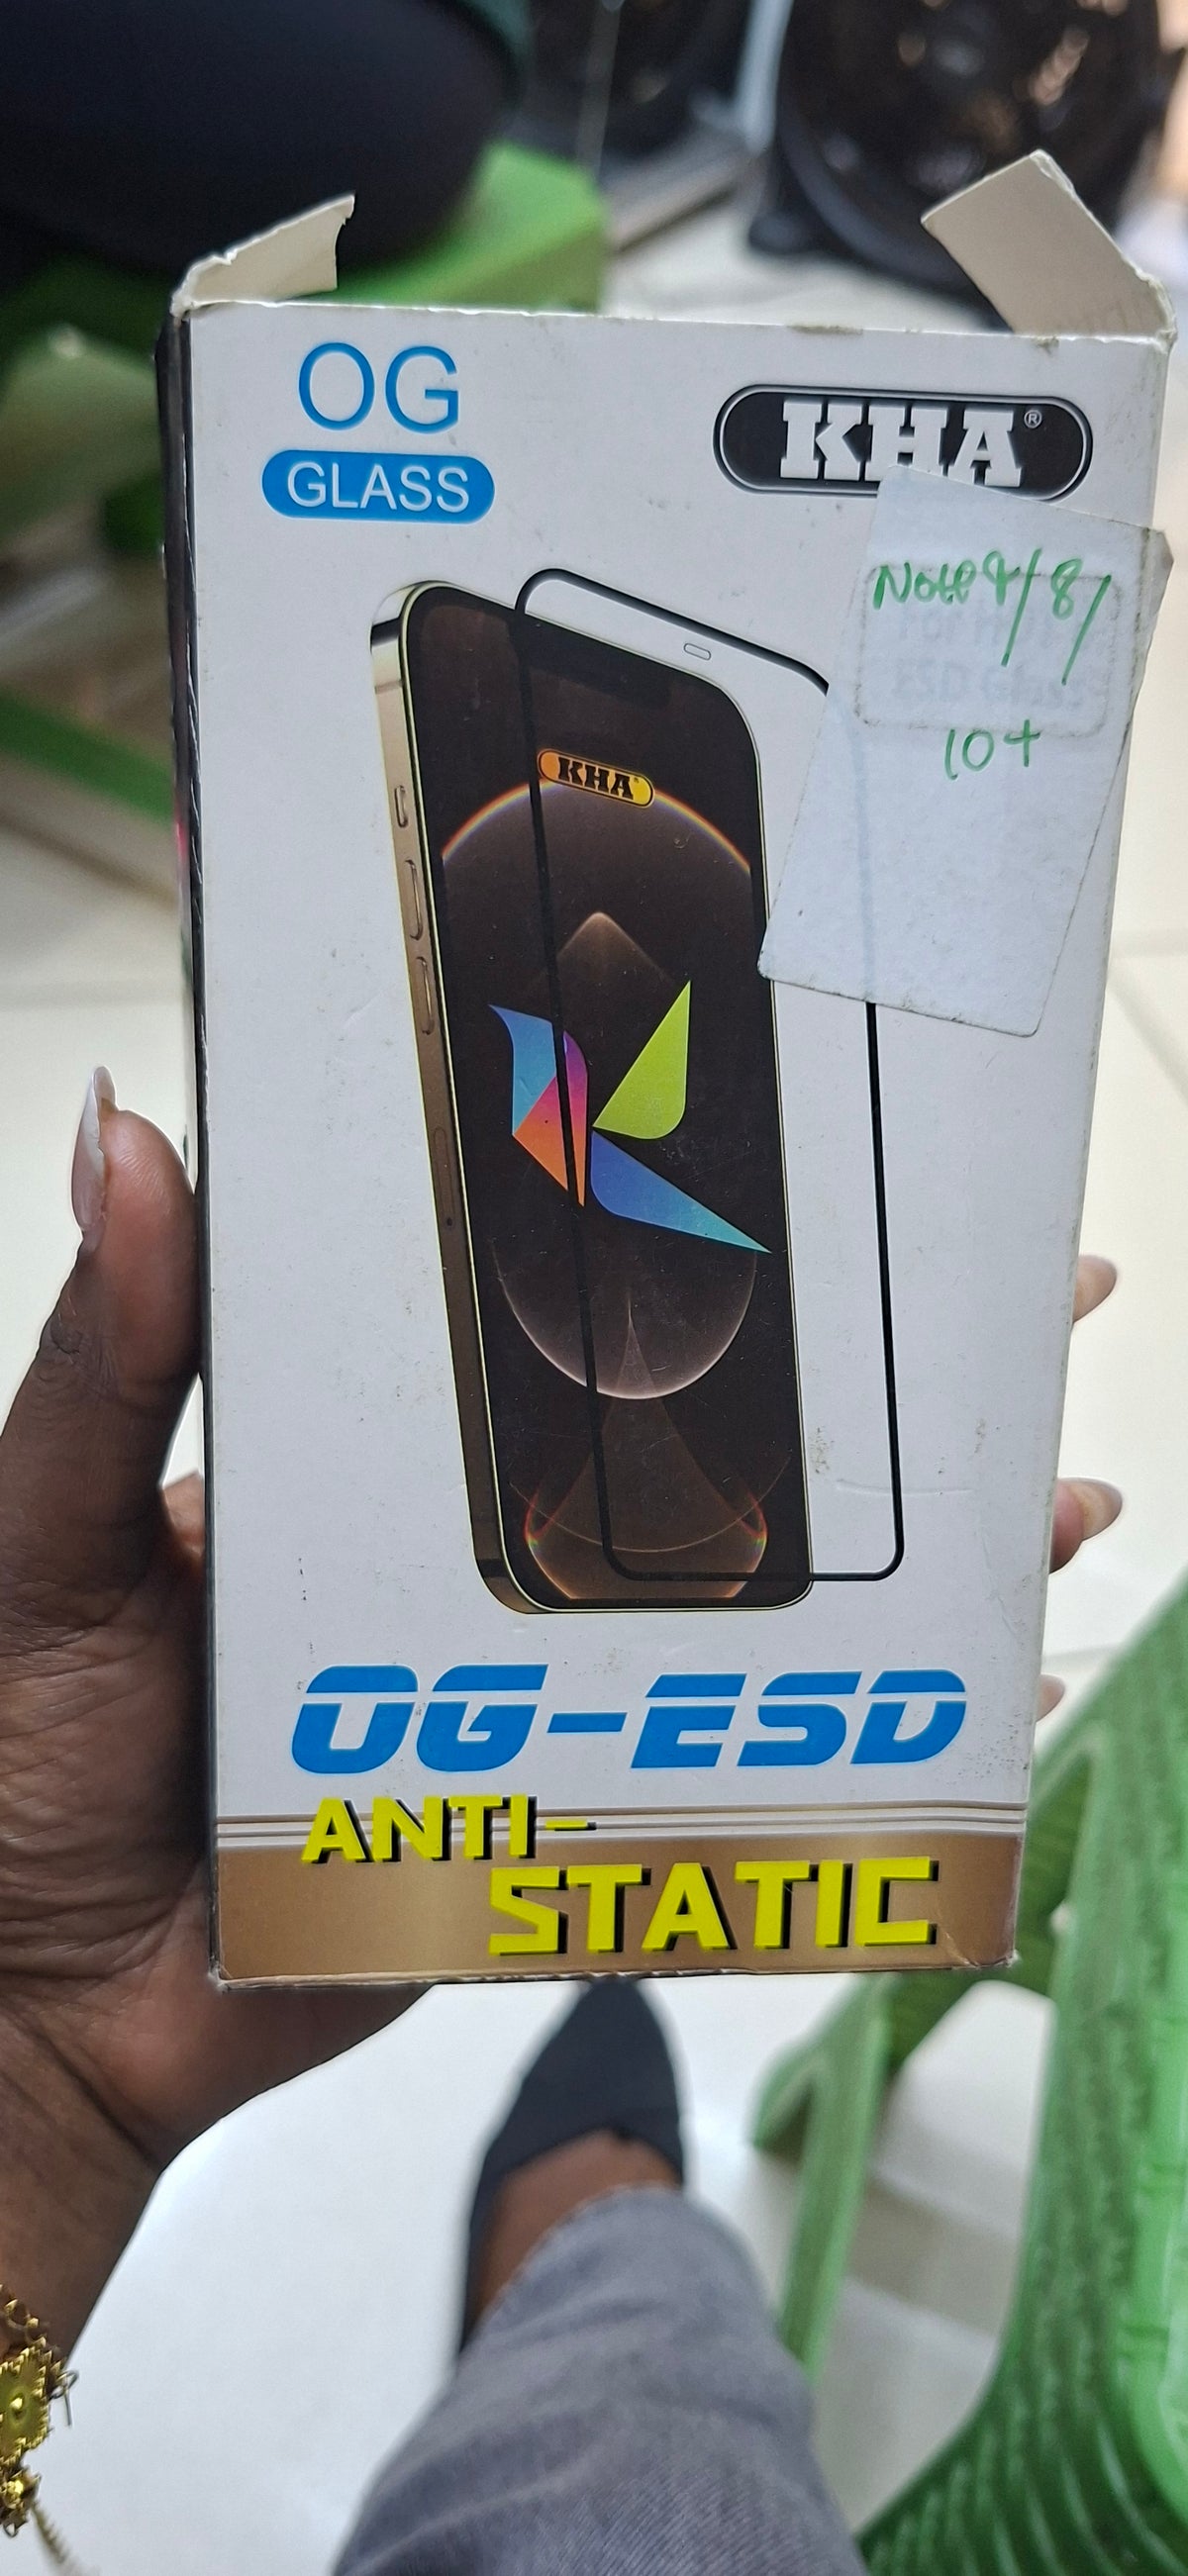 OG
GLASS
KHA®
Note 9/8/
10+
KHA
OG-ESD
ANTI-
STATIC